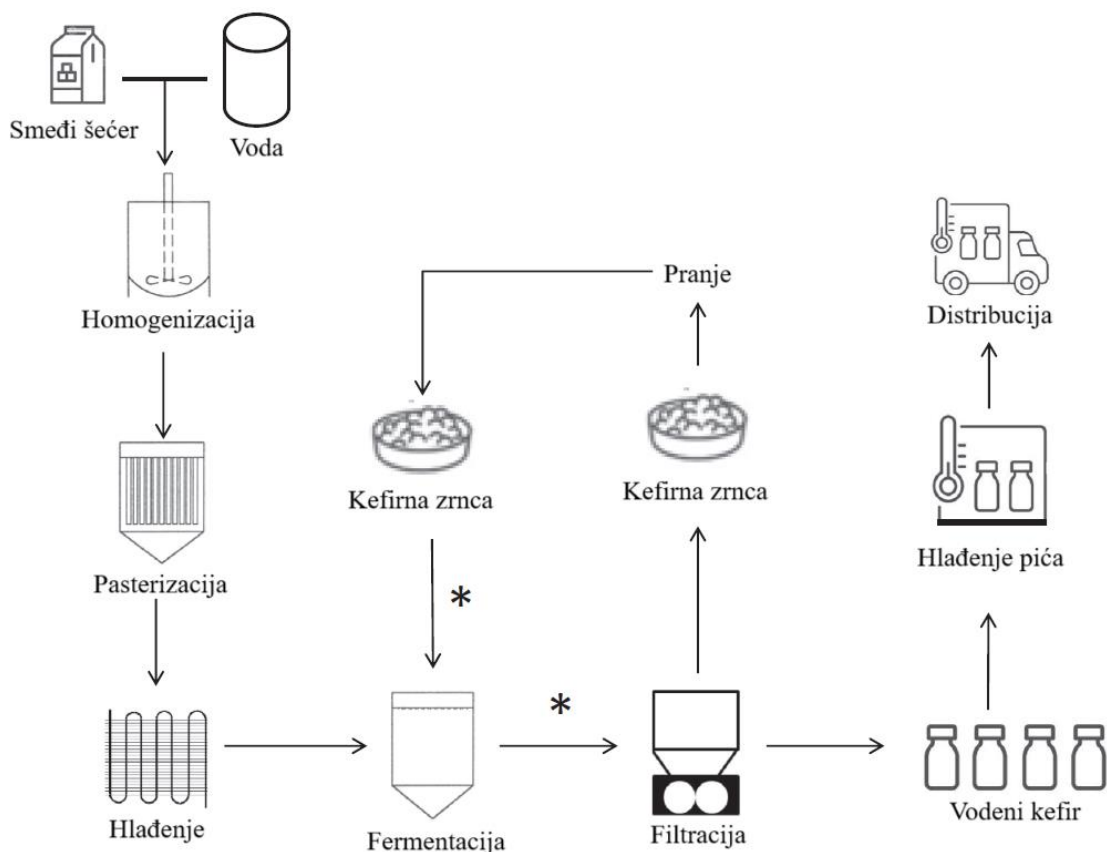 Smeđi šećer
Voda
Homogenizacija
Pasterizacija
Hlađenje
Pranje
Kefirna zrnca
Kefirna zrnca
*
*
Fermentacija
Filtracija
Distribucija
Hlađenje pića
Vodeni kefir